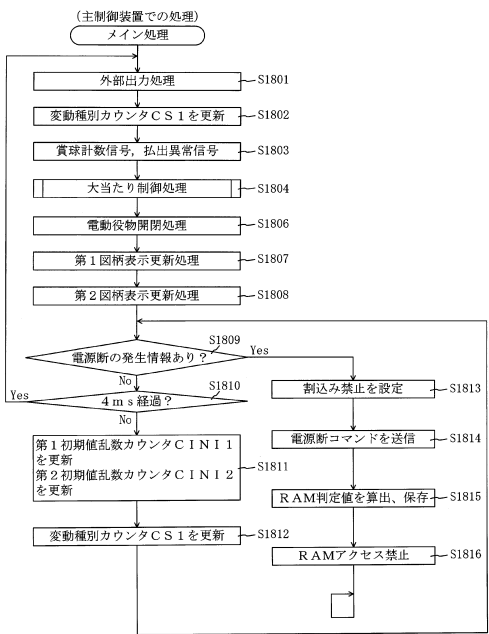 (主制御装置での処理)
メイン処理
外部出力処理
S1801
変動種別カウンタCS1を更新
S1802
賞球計数信号，払出異常信号
S1803
大当たり制御処理
S1804
電動役物開閉処理
S1806
第1図柄表示更新処理
S1807
第2図柄表示更新処理
S1808
電源断の発生情報あり？
S1809
Yes
No
4ms経過？
S1810
Yes
No
第1初期値乱数カウンタCINI1
を更新
第2初期値乱数カウンタCINI2
を更新
S1811
変動種別カウンタCS1を更新
S1812
割込み禁止を設定
S1813
電源断コマンドを送信
S1814
RAM判定値を算出、保存
S1815
RAMアクセス禁止
S1816